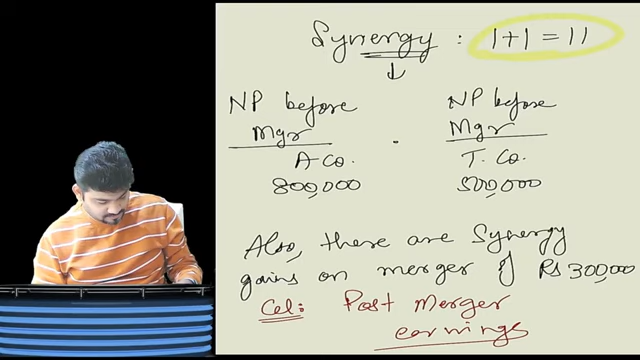 Synergy : 1+1 = 11
NP before
Mgr
A Co.
800,000
NP before
Mgr
T. Co.
500,000
Also, there are Synergy
gains on merger of Rs 300,000
Cal: Post Merger
earnings